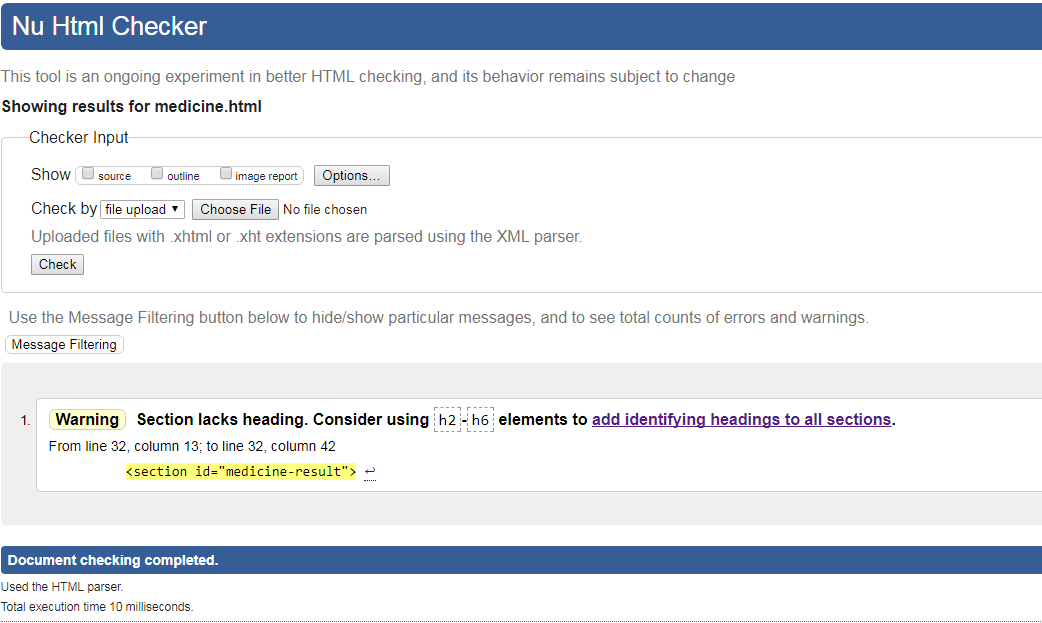 Nu Html Checker
This tool is an ongoing experiment in better HTML checking, and its behavior remains subject to change
Showing results for medicine.html
Checker Input
Show source outline image report Options...
Check by file upload ▼ Choose File No file chosen
Uploaded files with .xhtml or .xht extensions are parsed using the XML parser.
Check
Use the Message Filtering button below to hide/show particular messages, and to see total counts of errors and warnings.
Message Filtering
1. Warning Section lacks heading. Consider using h2-h6 elements to add identifying headings to all sections.
From line 32, column 13; to line 32, column 42
<section id="medicine-result"> ↩
Document checking completed.
Used the HTML parser.
Total execution time 10 milliseconds.